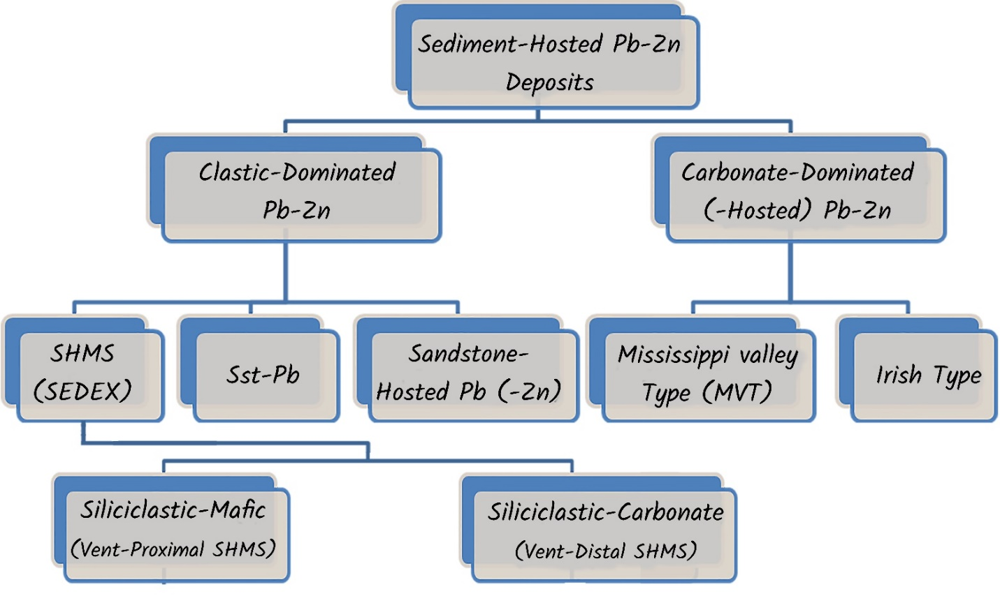 Sediment-Hosted Pb-Zn
Deposits
Clastic-Dominated
Pb-Zn
Carbonate-Dominated
(-Hosted) Pb-Zn
SHMS
(SEDEX)
Sst-Pb
Sandstone-
Hosted Pb (-Zn)
Mississippi valley
Type (MVT)
Irish Type
Siliciclastic-Mafic
(Vent-Proximal SHMS)
Siliciclastic-Carbonate
(Vent-Distal SHMS)